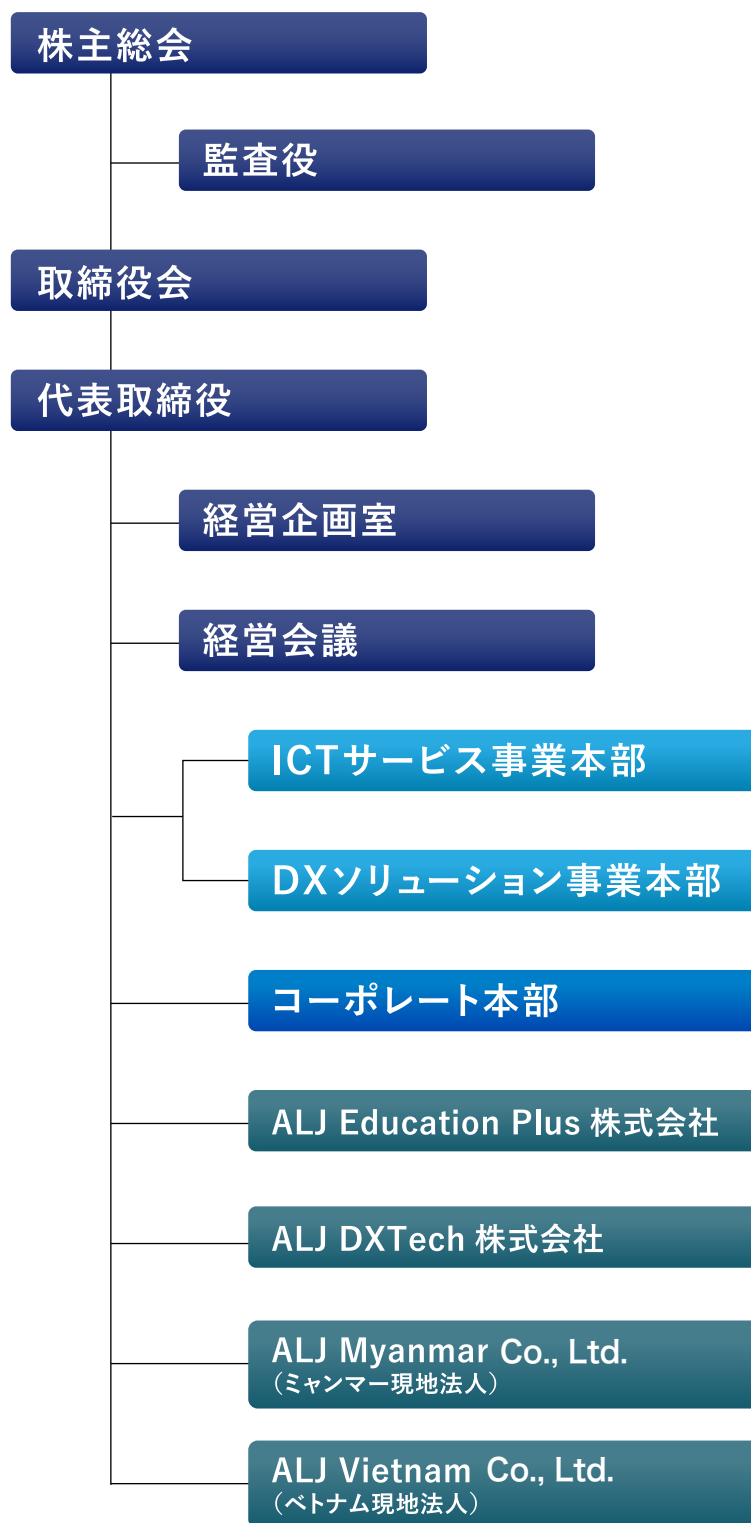 株主総会
監査役
取締役会
代表取締役
経営企画室
経営会議
ICTサービス事業本部
DXソリューション事業本部
コーポレート本部
ALJ Education Plus 株式会社
ALJ DXTech 株式会社
ALJ Myanmar Co., Ltd.
（ミャンマー現地法人）
ALJ Vietnam Co., Ltd.
（ベトナム現地法人）